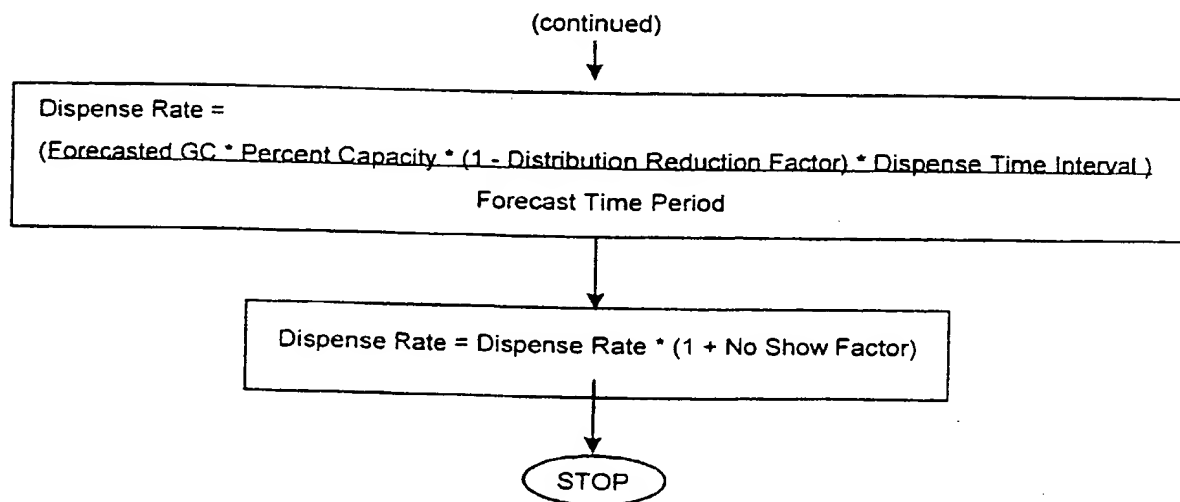 (continued)
Dispense Rate =
(Forecasted GC * Percent Capacity * (1 - Distribution Reduction Factor) * Dispense Time Interval )
Forecast Time Period
Dispense Rate = Dispense Rate * (1 + No Show Factor)
STOP